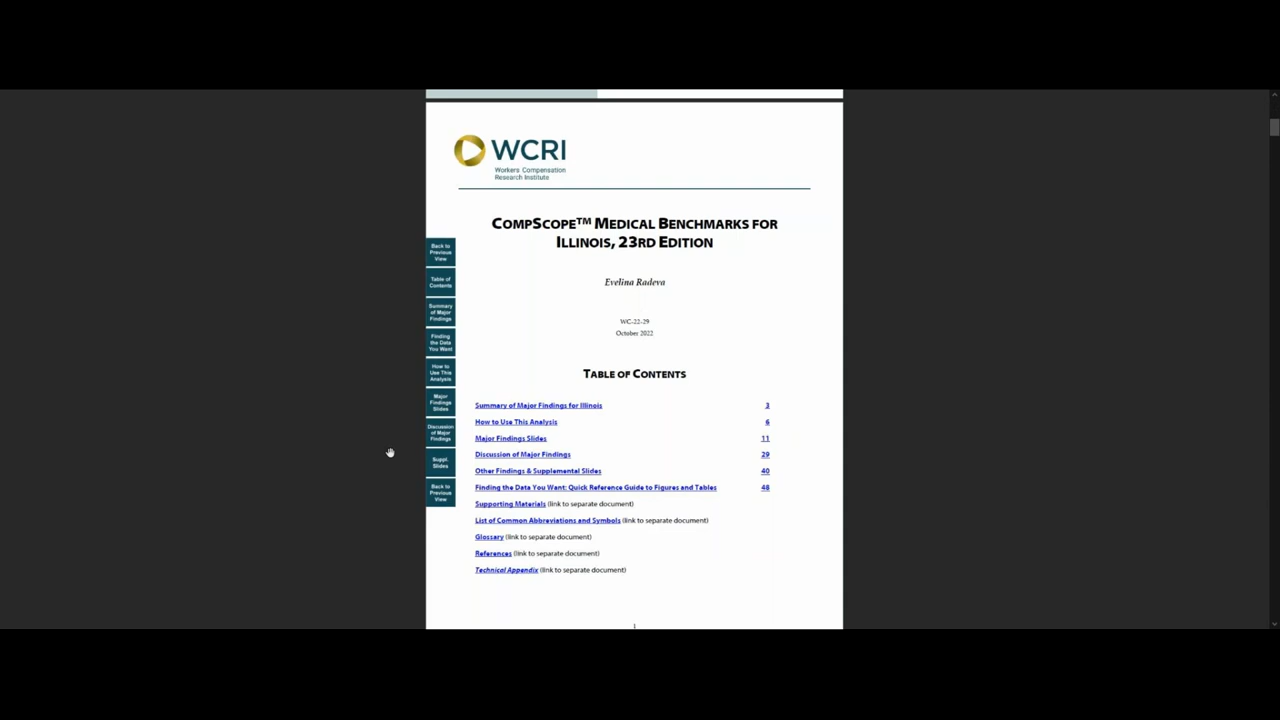 WCRI
Workers Compensation
Research Institute
COMPSCOPE™ MEDICAL BENCHMARKS FOR
ILLINOIS, 23RD EDITION
Evelina Radeva
WC-22-29
October 2022
TABLE OF CONTENTS
Summary of Major Findings for Illinois 3
How to Use This Analysis 6
Major Findings Slides 11
Discussion of Major Findings 29
Other Findings & Supplemental Slides 40
Finding the Data You Want: Quick Reference Guide to Figures and Tables 48
Supporting Materials (link to separate document)
List of Common Abbreviations and Symbols (link to separate document)
Glossary (link to separate document)
References (link to separate document)
Technical Appendix (link to separate document)
1
Back to
Previous
View
Table of
Contents
Summary
of Major
Findings
Finding
the Data
You Want
How to
Use This
Analysis
Major
Findings
Slides
Discussion
of Major
Findings
Suppl.
Slides
Back to
Previous
View